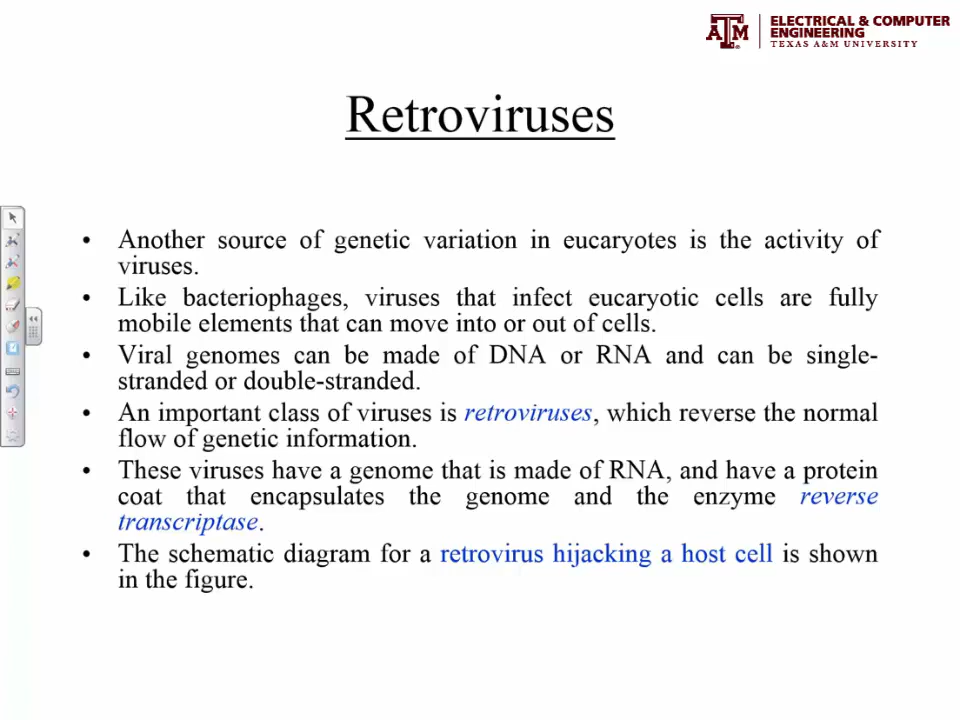 ELECTRICAL & COMPUTER
ENGINEERING
TEXAS A&M UNIVERSITY
Retroviruses
• Another source of genetic variation in eucaryotes is the activity of
viruses.
• Like bacteriophages, viruses that infect eucaryotic cells are fully
mobile elements that can move into or out of cells.
• Viral genomes can be made of DNA or RNA and can be single-
stranded or double-stranded.
• An important class of viruses is retroviruses, which reverse the normal
flow of genetic information.
• These viruses have a genome that is made of RNA, and have a protein
coat that encapsulates the genome and the enzyme reverse
transcriptase.
• The schematic diagram for a retrovirus hijacking a host cell is shown
in the figure.